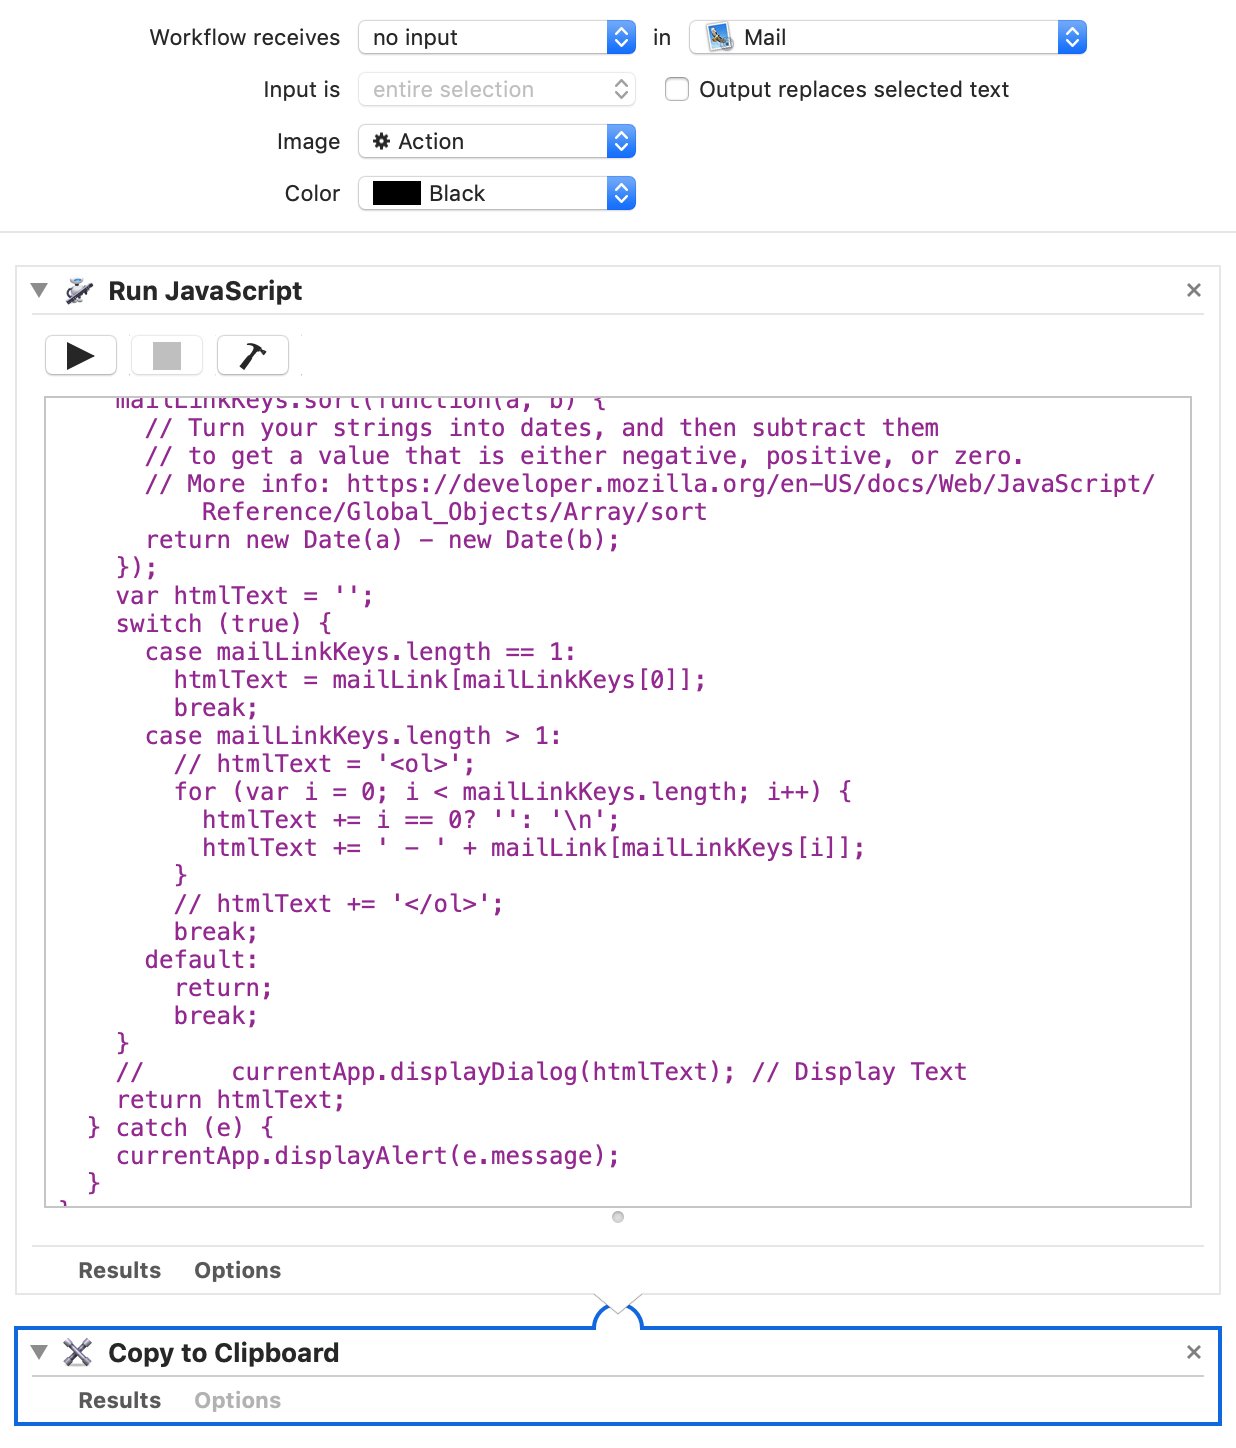 Workflow receives no input in Mail
Input is entire selection Output replaces selected text
Image Action
Color Black
Run JavaScript
mailLinkKeys.sort(function(a, b) {
// Turn your strings into dates, and then subtract them
// to get a value that is either negative, positive, or zero.
// More info: https://developer.mozilla.org/en-US/docs/Web/JavaScript/
Reference/Global_Objects/Array/sort
return new Date(a) - new Date(b);
});
var htmlText = '';
switch (true) {
case mailLinkKeys.length == 1:
htmlText = mailLink[mailLinkKeys[0]];
break;
case mailLinkKeys.length > 1:
// htmlText = '<ol>';
for (var i = 0; i < mailLinkKeys.length; i++) {
htmlText += i == 0? '': '\n';
htmlText += ' - ' + mailLink[mailLinkKeys[i]];
}
// htmlText += '</ol>';
break;
default:
return;
break;
}
// currentApp.displayDialog(htmlText); // Display Text
return htmlText;
} catch (e) {
currentApp.displayAlert(e.message);
}
}
Results Options
Copy to Clipboard
Results Options